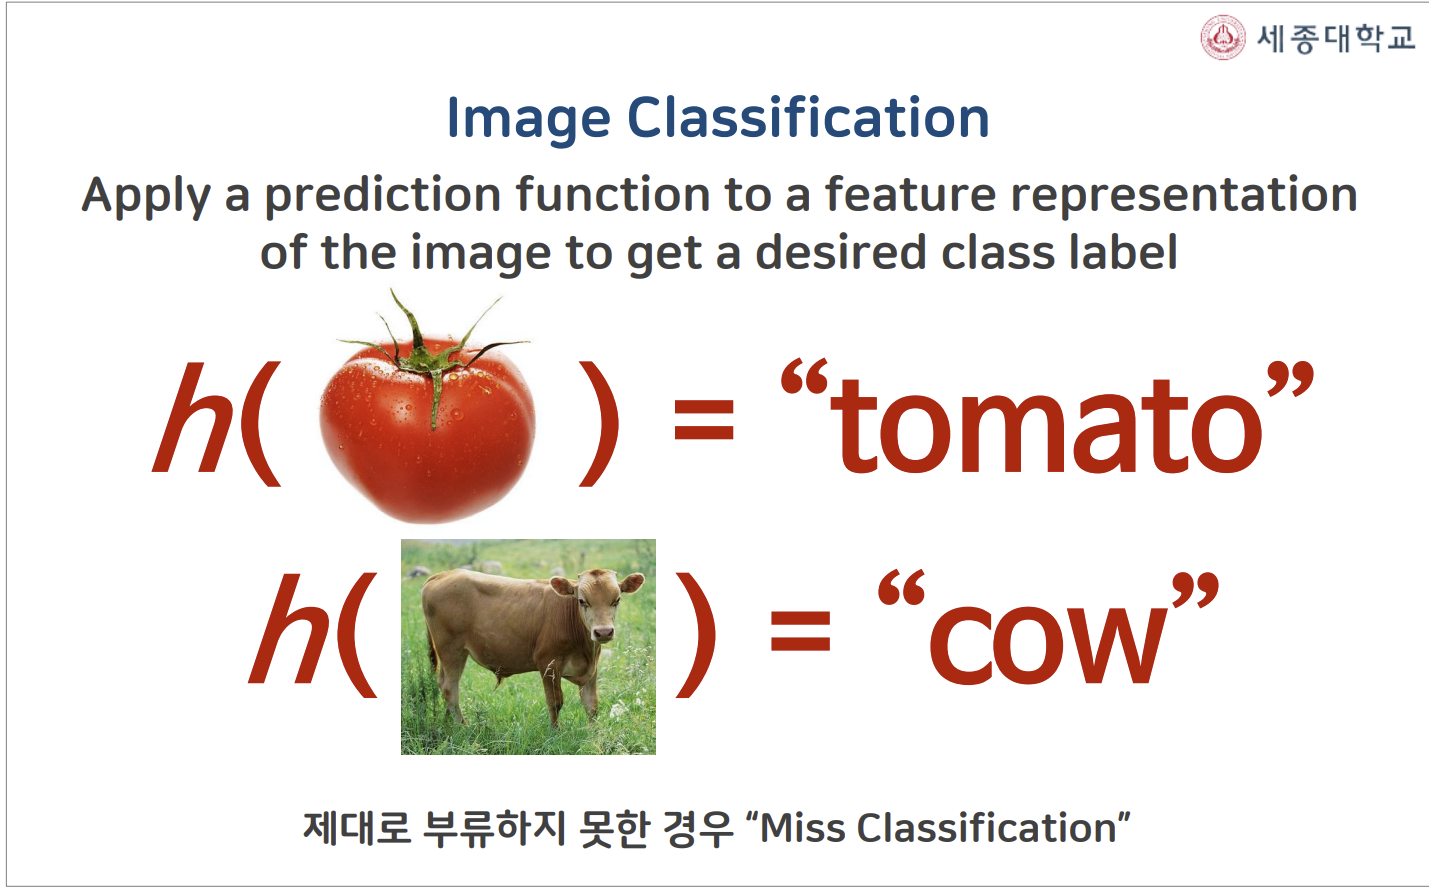 세종대학교
Image Classification
Apply a prediction function to a feature representation
of the image to get a desired class label
h( ) = “tomato”
h( ) = “cow”
제대로 부류하지 못한 경우 “Miss Classification”